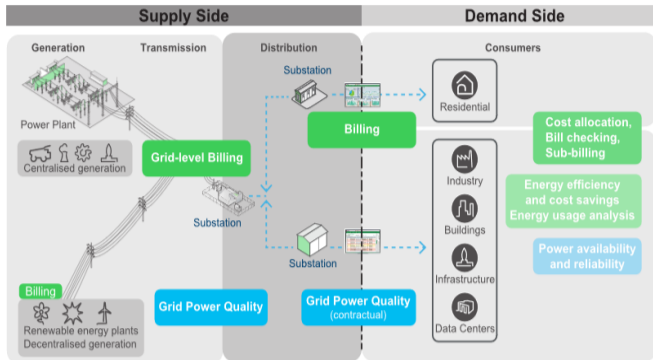 Supply Side
Demand Side
Generation
Transmission
Distribution
Consumers
Power Plant
Centralised generation
Grid-level Billing
Substation
Substation
Billing
Residential
Cost allocation,
Bill checking,
Sub-billing
Industry
Energy efficiency
and cost savings
Energy usage analysis
Buildings
Substation
Power availability
and reliability
Infrastructure
Billing
Renewable energy plants
Decentralised generation
Grid Power Quality
Grid Power Quality
(contractual)
Data Centers